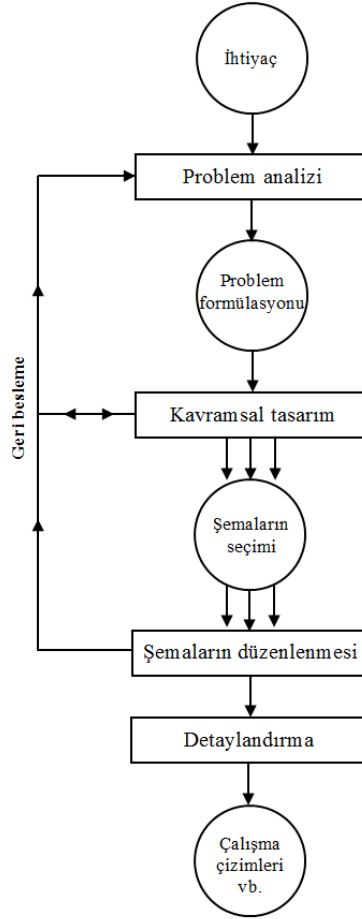 İhtiyaç
Problem analizi
Problem
formülasyonu
Kavramsal tasarım
Geri besleme
Şemaların
seçimi
Şemaların düzenlenmesi
Detaylandırma
Çalışma
çizimleri
vb.